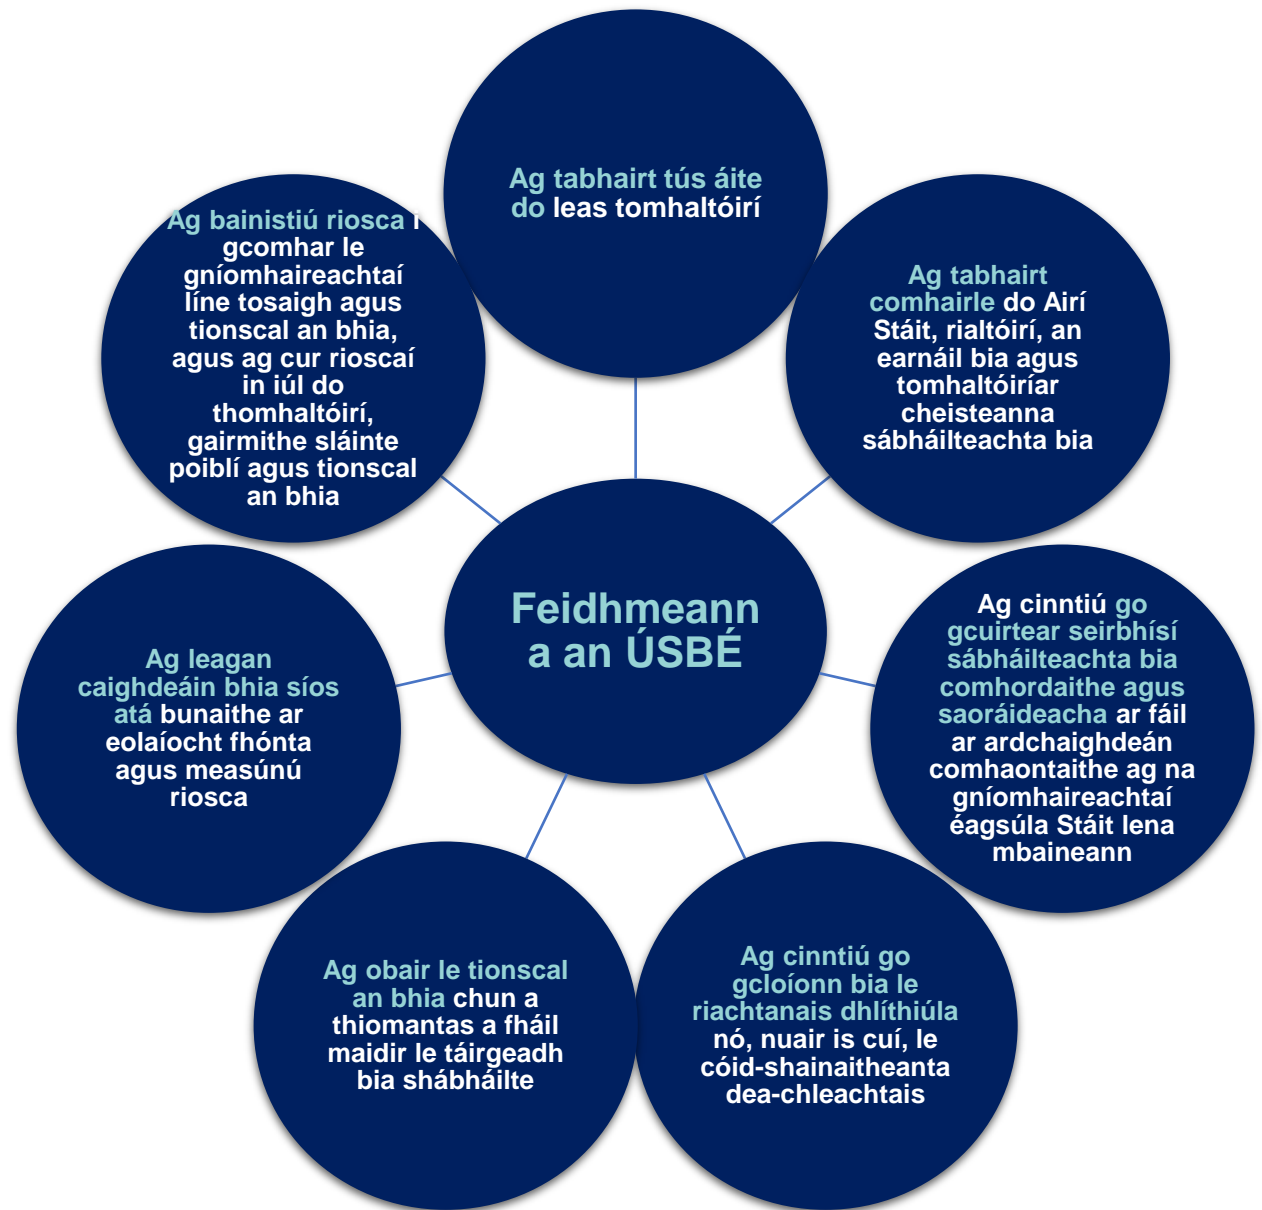 Ag tabhairt tús áite
do leas tomhaltóirí
Ag tabhairt
comhairle do Airí
Stáit, rialtóirí, an
earnáil bia agus
tomhaltóiríar
cheisteanna
sábháilteachta bia
Ag cinntiú go
gcuirtear seirbhísí
sábháilteachta bia
comhordaithe agus
saoráideacha ar fáil
ar ardchaighdeán
comhaontaithe ag na
gníomhaireachtaí
éagsúla Stáit lena
mbaineann
Ag cinntiú go
gcloíonn bia le
riachtanais dhlíthiúla
nó, nuair is cuí, le
cóid-shainaitheanta
dea-chleachtais
Ag obair le tionscal
an bhia chun a
thiomantas a fháil
maidir le táirgeadh
bia shábháilte
Ag leagan
caighdeáin bhia síos
atá bunaithe ar
eolaíocht fhónta
agus measúnú
riosca
Ag bainistiú riosca i
gcomhar le
gníomhaireachtaí
líne tosaigh agus
tionscal an bhia,
agus ag cur rioscaí
in iúl do
thomhaltóirí,
gairmithe sláinte
poiblí agus tionscal
an bhia
Feidhmeann
a an ÚSBÉ